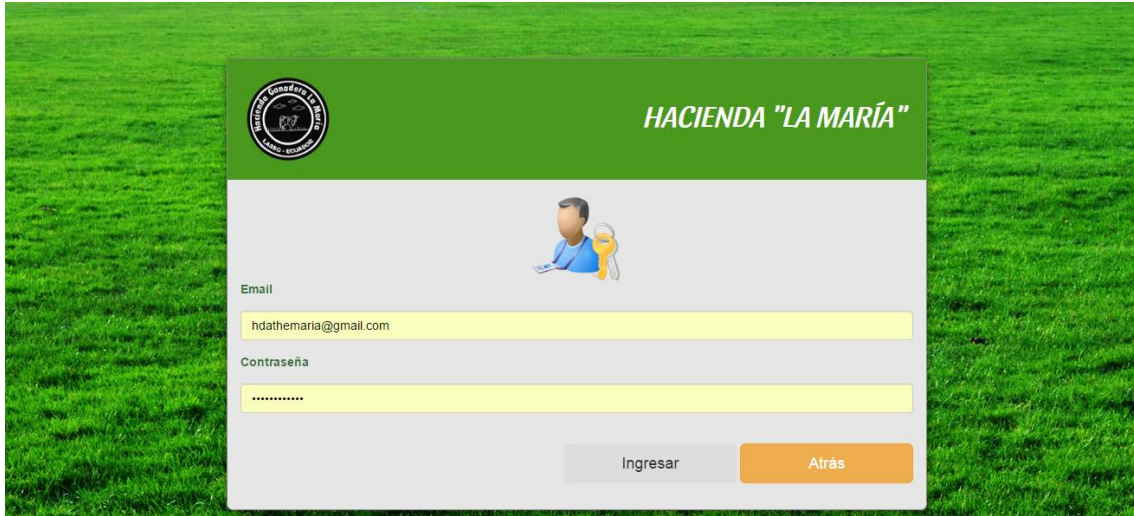 Hacienda Ganadera La María
LASSO - ECUADOR
HACIENDA "LA MARÍA"
Email
hdathemaria@gmail.com
Contraseña
••••••••••••
Ingresar
Atrás